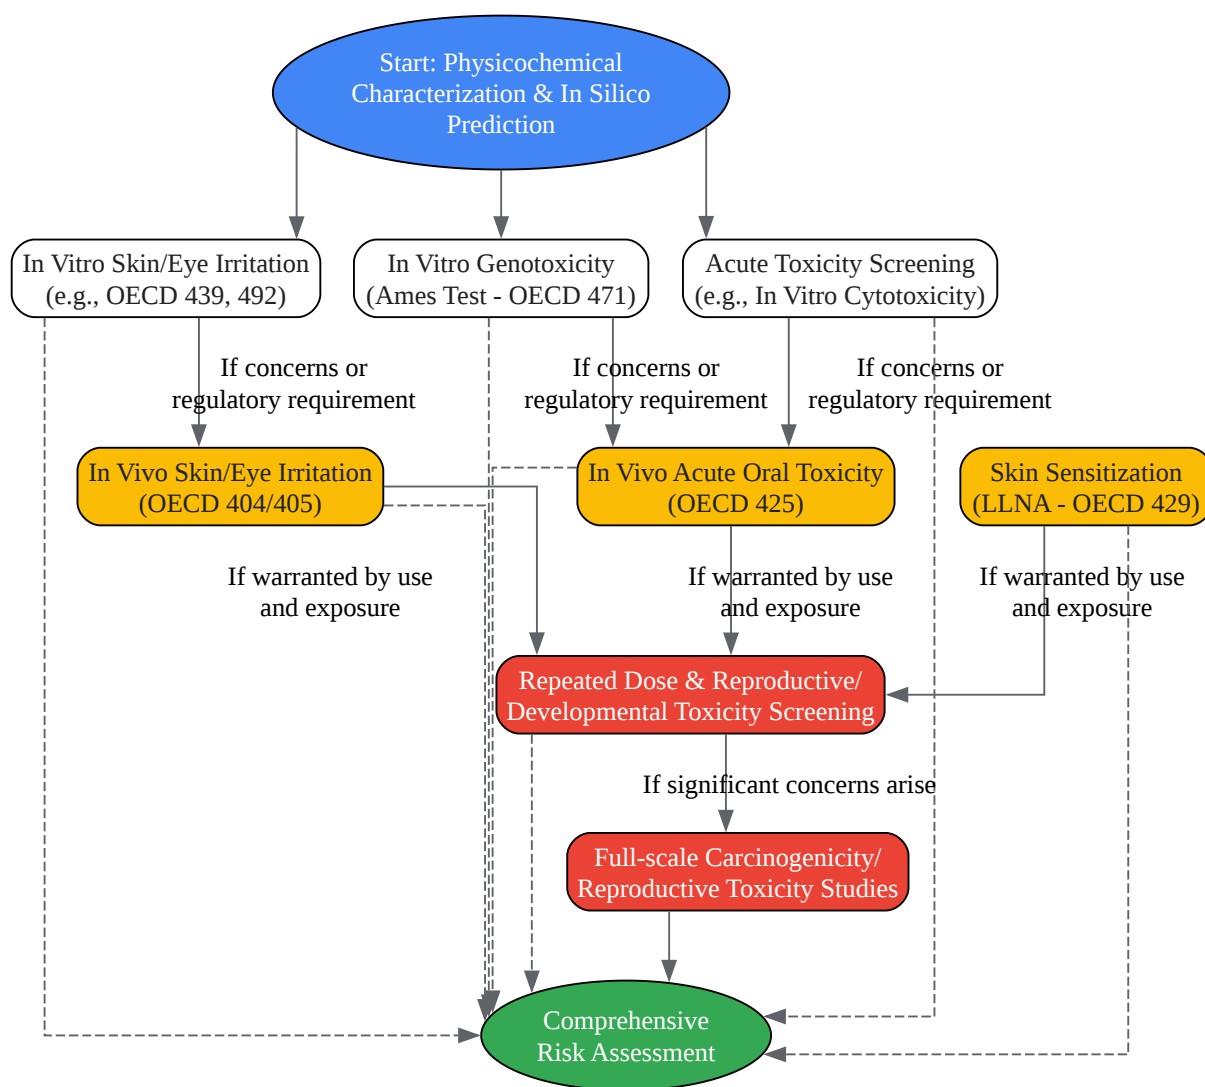 Start: Physicochemical
Characterization & In Silico
Prediction
In Vitro Skin/Eye Irritation
(e.g., OECD 439, 492)
In Vitro Genotoxicity
(Ames Test - OECD 471)
Acute Toxicity Screening
(e.g., In Vitro Cytotoxicity)
If concerns or
regulatory requirement
If concerns or
regulatory requirement
If concerns or
regulatory requirement
In Vivo Skin/Eye Irritation
(OECD 404/405)
In Vivo Acute Oral Toxicity
(OECD 425)
Skin Sensitization
(LLNA - OECD 429)
If warranted by use
and exposure
If warranted by use
and exposure
If warranted by use
and exposure
Repeated Dose & Reproductive/
Developmental Toxicity Screening
If significant concerns arise
Full-scale Carcinogenicity/
Reproductive Toxicity Studies
Comprehensive
Risk Assessment